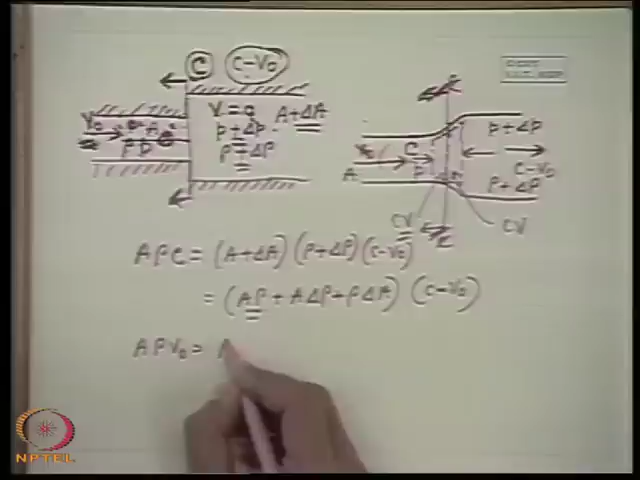 C C-V₀
V₀ V=0 A+ΔA
A p+Δp
ρ p ρ+Δρ
C p+Δp
A C-V₀
ρ+Δρ
CV CV
Aρc = (A+ΔA) (ρ+Δρ) (c-V₀)
= (Aρ + AΔρ + ρΔA) (c-V₀)
AρV₀ = A
NPTEL